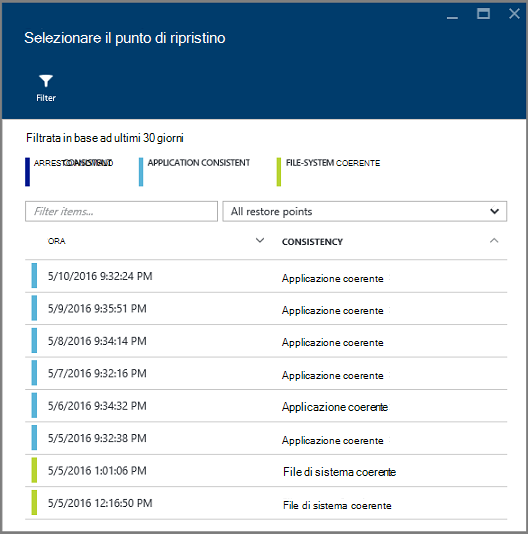 Selezionare il punto di ripristino
Filter
Filtrata in base ad ultimi 30 giorni
CONSISTENT APPLICATION CONSISTENT FILE-SYSTEM COERENTE
Filter items... All restore points
ORA CONSISTENCY
5/10/2016 9:32:24 PM Applicazione coerente
5/9/2016 9:35:51 PM Applicazione coerente
5/8/2016 9:34:14 PM Applicazione coerente
5/7/2016 9:32:16 PM Applicazione coerente
5/6/2016 9:34:32 PM Applicazione coerente
5/5/2016 9:32:38 PM Applicazione coerente
5/5/2016 1:01:06 PM File di sistema coerente
5/5/2016 12:16:50 PM File di sistema coerente